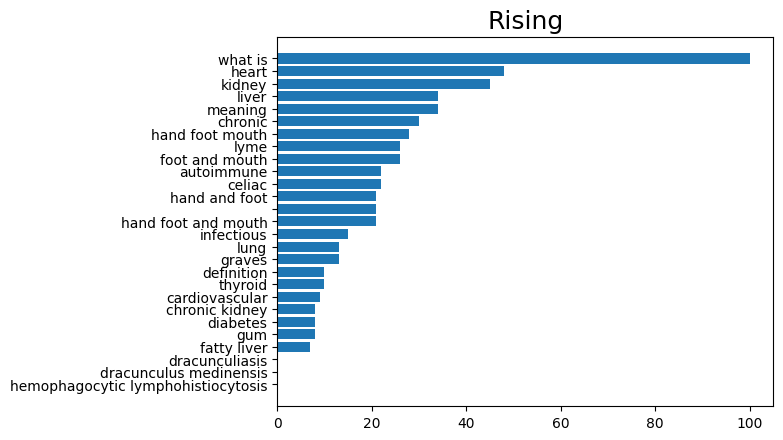 Rising
what is
heart
kidney
liver
meaning
chronic
hand foot mouth
lyme
foot and mouth
autoimmune
celiac
hand and foot
hand foot and mouth
infectious
lung
graves
definition
thyroid
cardiovascular
chronic kidney
diabetes
gum
fatty liver
dracunculiasis
dracunculus medinensis
hemophagocytic lymphohistiocytosis
0 20 40 60 80 100